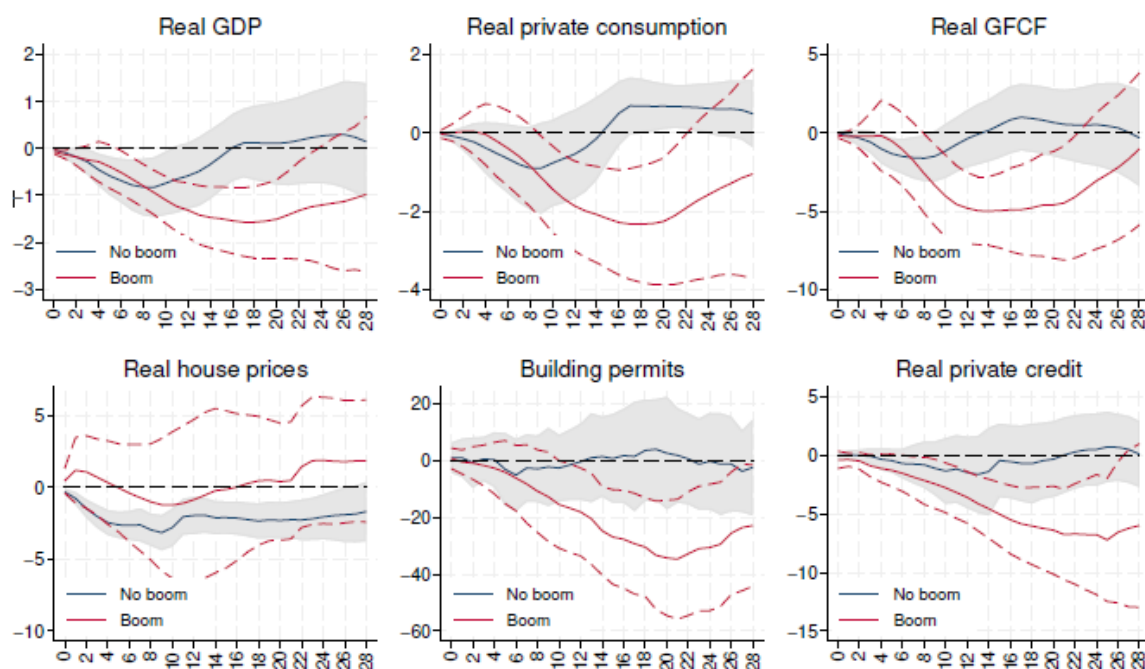 Real GDP
2
1
0
−1
−2
−3
No boom
Boom
0 2 4 6 8 10 12 14 16 18 20 22 24 26 28
Real private consumption
2
0
−2
−4
No boom
Boom
0 2 4 6 8 10 12 14 16 18 20 22 24 26 28
Real GFCF
5
0
−5
−10
No boom
Boom
0 2 4 6 8 10 12 14 16 18 20 22 24 26 28
Real house prices
5
0
−5
−10
No boom
Boom
0 2 4 6 8 10 12 14 16 18 20 22 24 26 28
Building permits
20
0
−20
−40
−60
No boom
Boom
0 2 4 6 8 10 12 14 16 18 20 22 24 26 28
Real private credit
5
0
−5
−10
−15
No boom
Boom
0 2 4 6 8 10 12 14 16 18 20 22 24 26 28